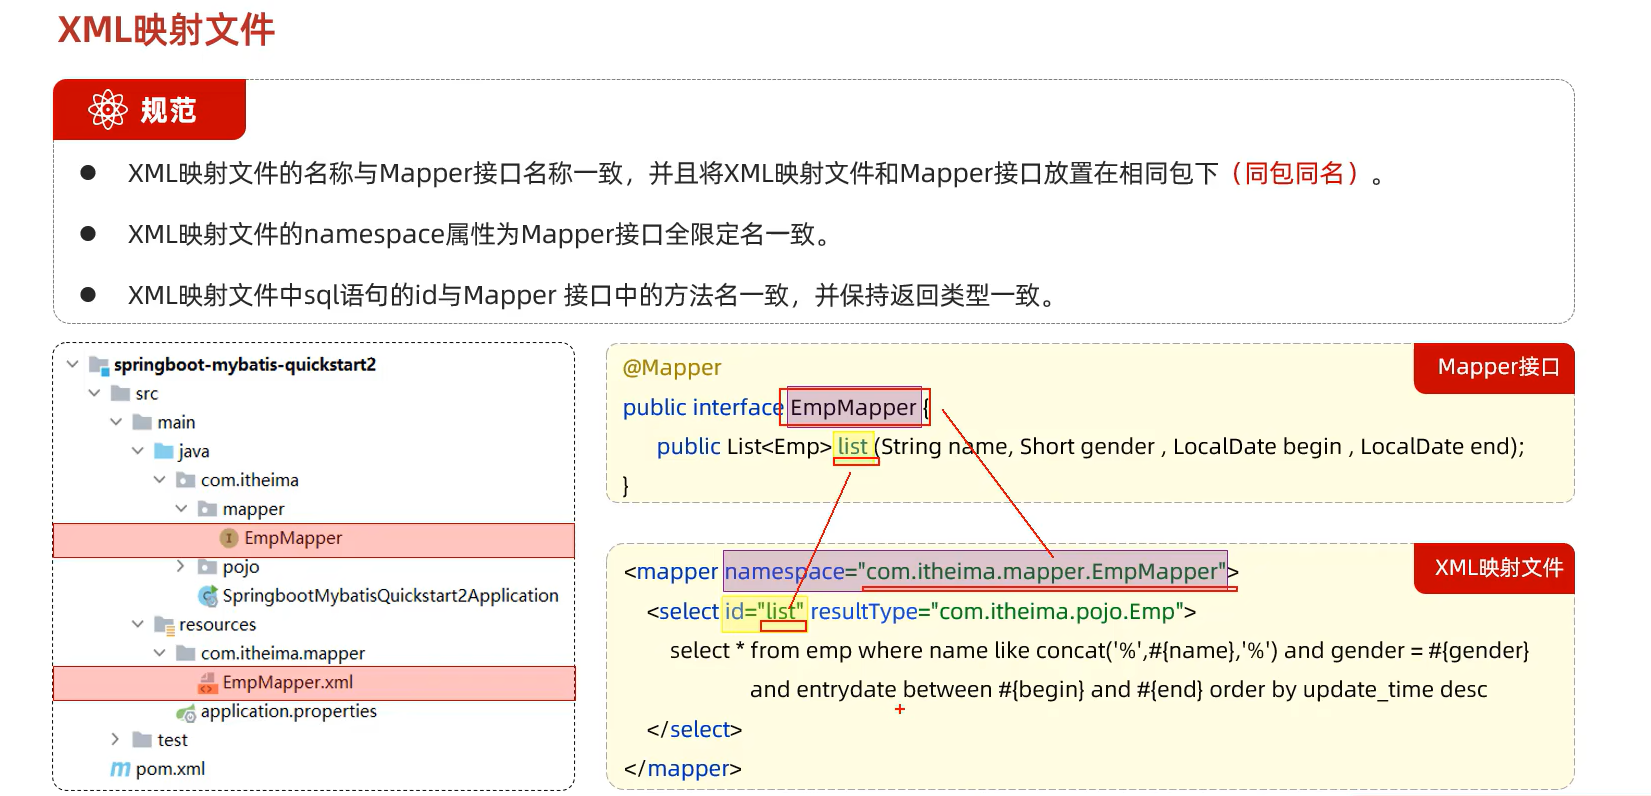 XML映射文件
规范
XML映射文件的名称与Mapper接口名称一致，并且将XML映射文件和Mapper接口放置在相同包下（同包同名）。
XML映射文件的namespace属性为Mapper接口全限定名一致。
XML映射文件中sql语句的id与Mapper 接口中的方法名一致，并保持返回类型一致。
springboot-mybatis-quickstart2
src
main
java
com.itheima
mapper
EmpMapper
pojo
SpringbootMybatisQuickstart2Application
resources
com.itheima.mapper
EmpMapper.xml
application.properties
test
pom.xml
Mapper接口
@Mapper
public interface EmpMapper {
public List<Emp> list (String name, Short gender , LocalDate begin , LocalDate end);
}
XML映射文件
<mapper namespace="com.itheima.mapper.EmpMapper">
<select id="list" resultType="com.itheima.pojo.Emp">
select * from emp where name like concat('%',#{name},'%') and gender = #{gender}
and entrydate between #{begin} and #{end} order by update_time desc
</select>
</mapper>